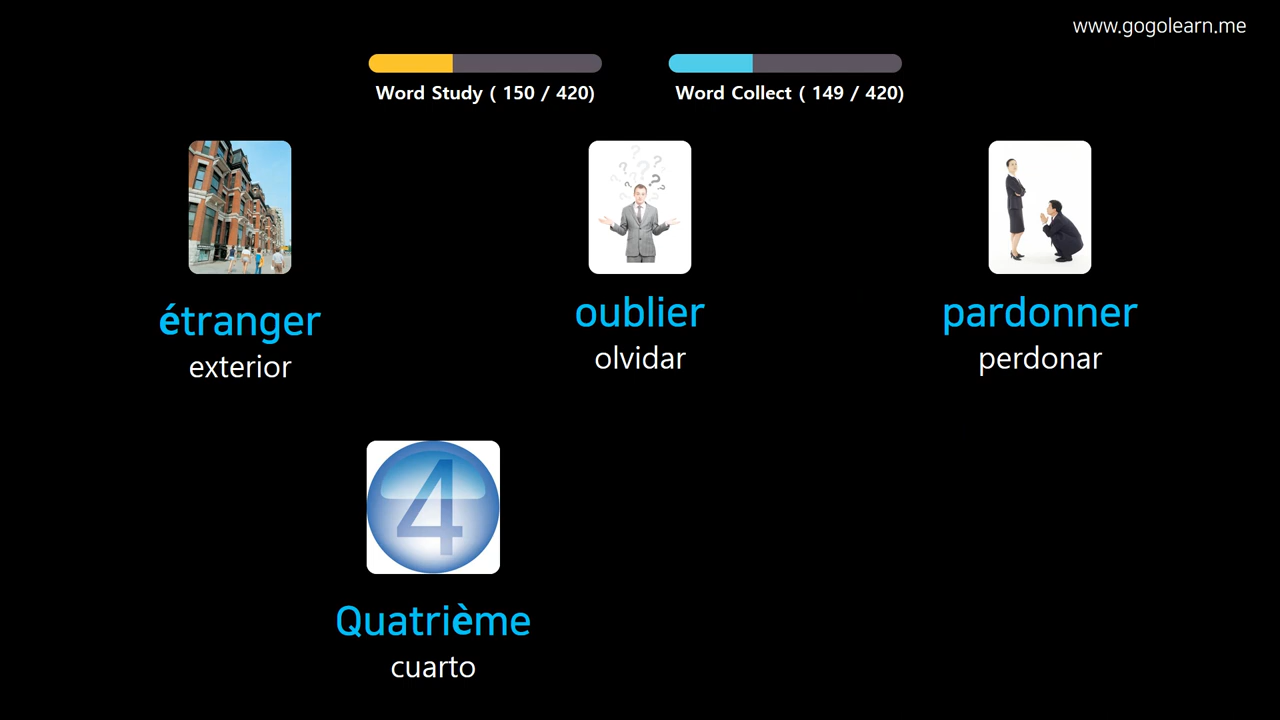 www.gogolearn.me
Word Study ( 150 / 420)
Word Collect ( 149 / 420)
étranger
exterior
oublier
olvidar
pardonner
perdonar
4
Quatrième
cuarto